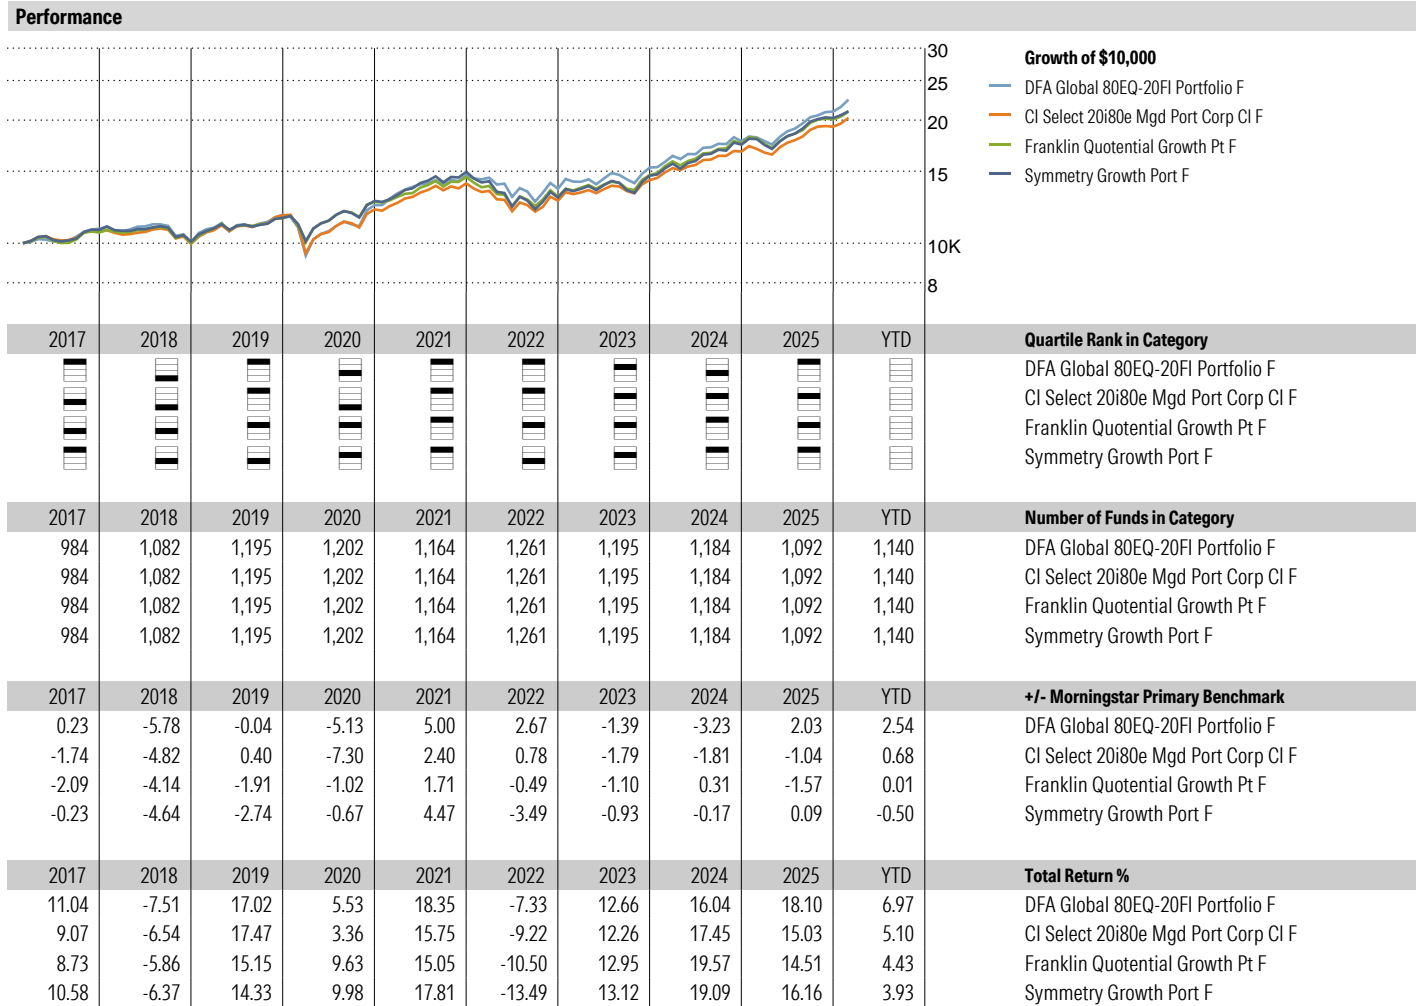 Performance
30
25
20
15
10K
8
Growth of $10,000
DFA Global 80EQ-20FI Portfolio F
CI Select 20i80e Mgd Port Corp Cl F
Franklin Quotential Growth Pt F
Symmetry Growth Port F
2017 2018 2019 2020 2021 2022 2023 2024 2025 YTD Quartile Rank in Category
DFA Global 80EQ-20FI Portfolio F
CI Select 20i80e Mgd Port Corp Cl F
Franklin Quotential Growth Pt F
Symmetry Growth Port F
2017 2018 2019 2020 2021 2022 2023 2024 2025 YTD Number of Funds in Category
984 1,082 1,195 1,202 1,164 1,261 1,195 1,184 1,092 1,140 DFA Global 80EQ-20FI Portfolio F
984 1,082 1,195 1,202 1,164 1,261 1,195 1,184 1,092 1,140 CI Select 20i80e Mgd Port Corp Cl F
984 1,082 1,195 1,202 1,164 1,261 1,195 1,184 1,092 1,140 Franklin Quotential Growth Pt F
984 1,082 1,195 1,202 1,164 1,261 1,195 1,184 1,092 1,140 Symmetry Growth Port F
2017 2018 2019 2020 2021 2022 2023 2024 2025 YTD +/- Morningstar Primary Benchmark
0.23 -5.78 -0.04 -5.13 5.00 2.67 -1.39 -3.23 2.03 2.54 DFA Global 80EQ-20FI Portfolio F
-1.74 -4.82 0.40 -7.30 2.40 0.78 -1.79 -1.81 -1.04 0.68 CI Select 20i80e Mgd Port Corp Cl F
-2.09 -4.14 -1.91 -1.02 1.71 -0.49 -1.10 0.31 -1.57 0.01 Franklin Quotential Growth Pt F
-0.23 -4.64 -2.74 -0.67 4.47 -3.49 -0.93 -0.17 0.09 -0.50 Symmetry Growth Port F
2017 2018 2019 2020 2021 2022 2023 2024 2025 YTD Total Return %
11.04 -7.51 17.02 5.53 18.35 -7.33 12.66 16.04 18.10 6.97 DFA Global 80EQ-20FI Portfolio F
9.07 -6.54 17.47 3.36 15.75 -9.22 12.26 17.45 15.03 5.10 CI Select 20i80e Mgd Port Corp Cl F
8.73 -5.86 15.15 9.63 15.05 -10.50 12.95 19.57 14.51 4.43 Franklin Quotential Growth Pt F
10.58 -6.37 14.33 9.98 17.81 -13.49 13.12 19.09 16.16 3.93 Symmetry Growth Port F